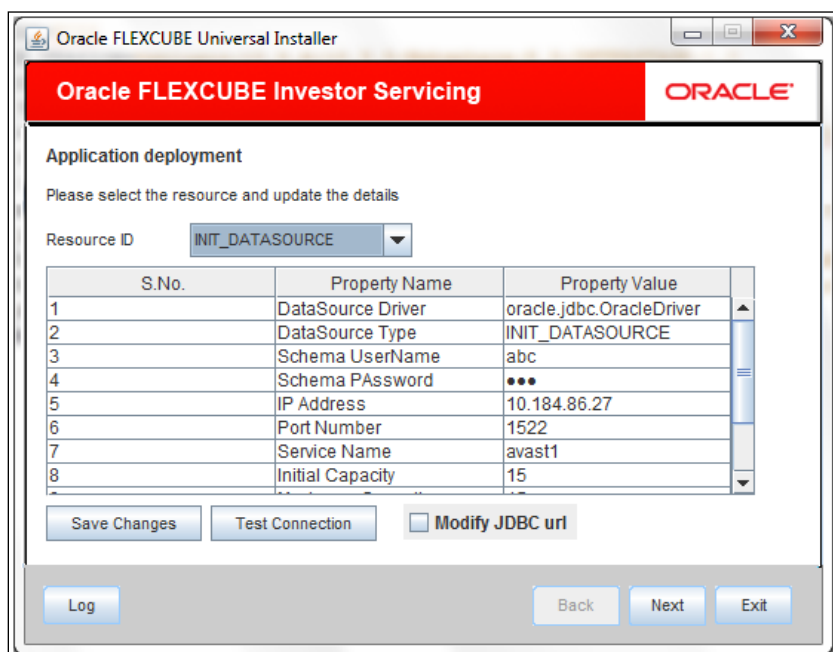 Oracle FLEXCUBE Universal Installer
Oracle FLEXCUBE Investor Servicing
ORACLE
Application deployment
Please select the resource and update the details
Resource ID INIT_DATASOURCE
S.No. Property Name Property Value
1 DataSource Driver oracle.jdbc.OracleDriver
2 DataSource Type INIT_DATASOURCE
3 Schema UserName abc
4 Schema PAssword •••
5 IP Address 10.184.86.27
6 Port Number 1522
7 Service Name avast1
8 Initial Capacity 15
Save Changes Test Connection Modify JDBC url
Log Back Next Exit